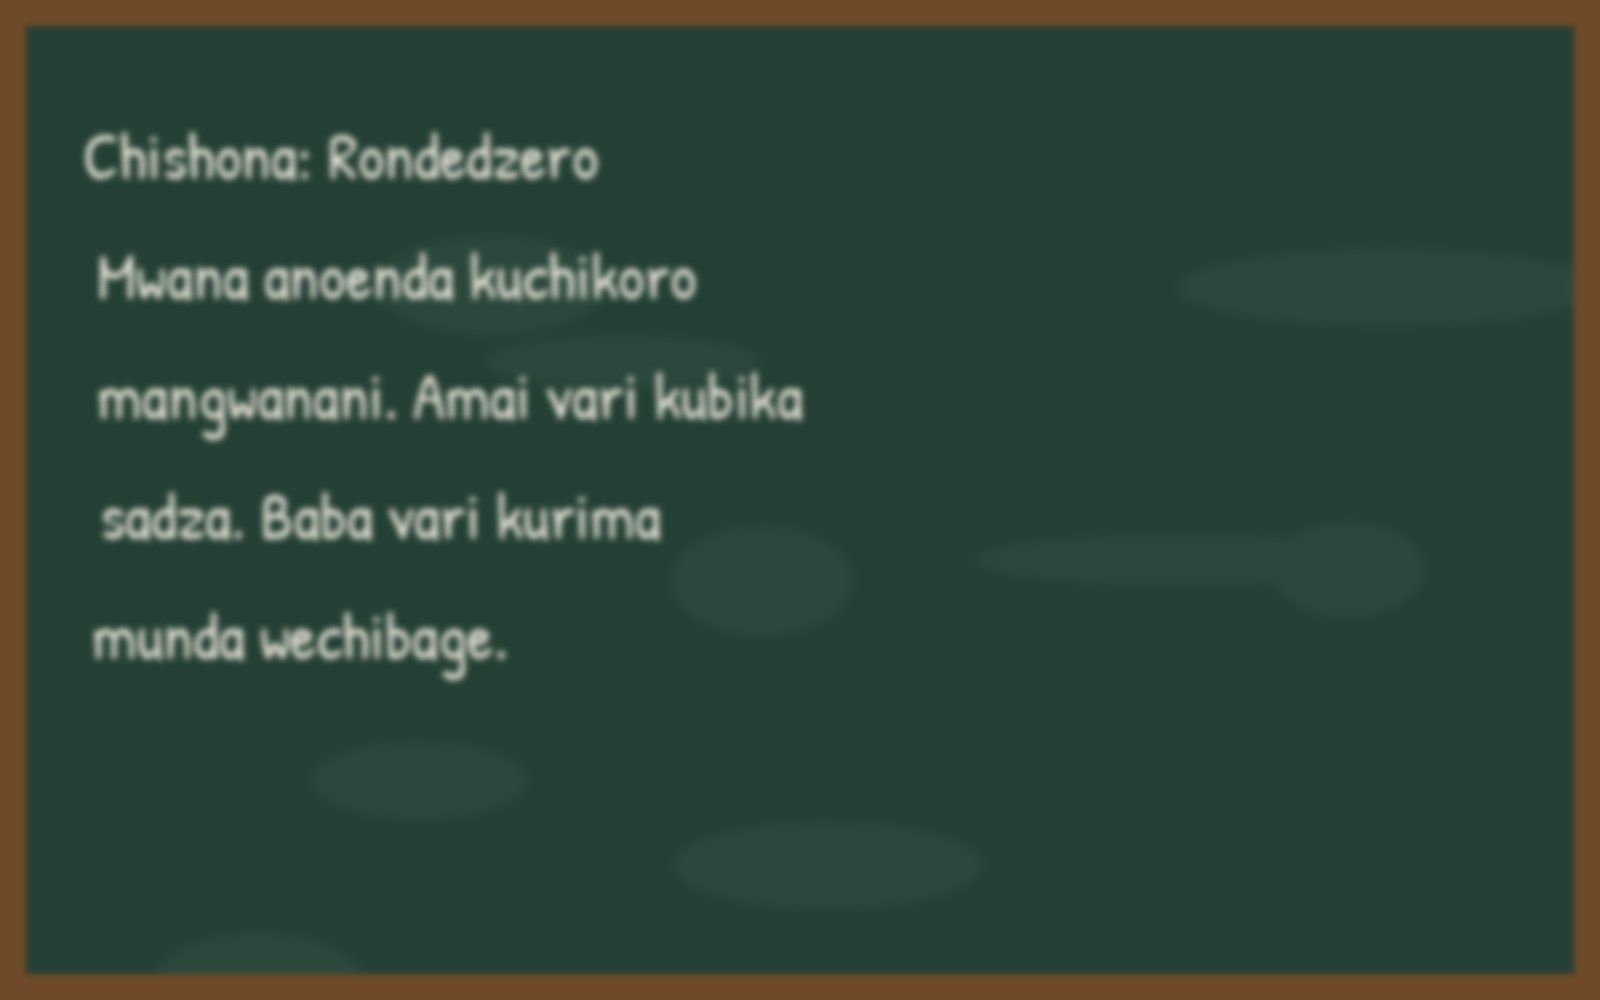 Chishona: Rondedzero
Mwana anoenda kuchikoro
mangwanani. Amai vari kubika
sadza. Baba vari kurima
munda wechibage.